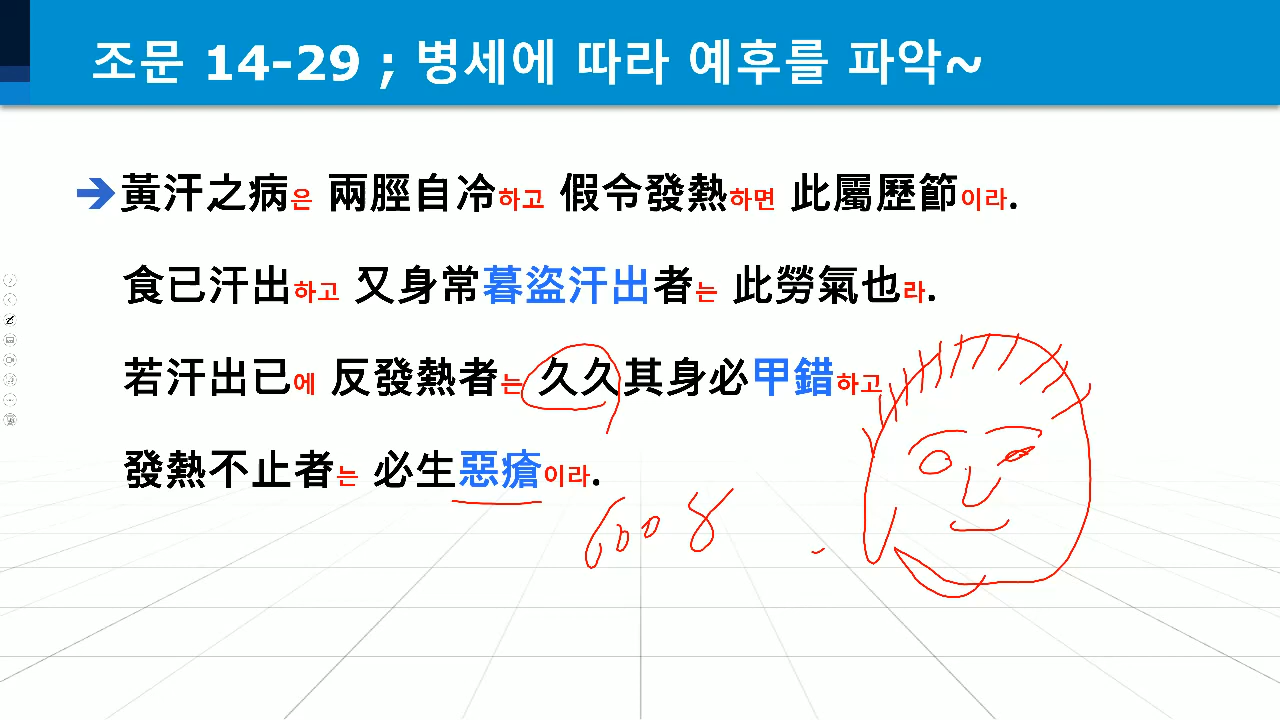 조문 14-29 ; 병세에 따라 예후를 파악~
黃汗之病은 兩脛自冷하고 假令發熱하면 此屬歷節이라.
食已汗出하고 又身常暮盜汗出者는 此勞氣也라.
若汗出已에 反發熱者는 久久其身必甲錯하고
發熱不止者는 必生惡瘡이라.